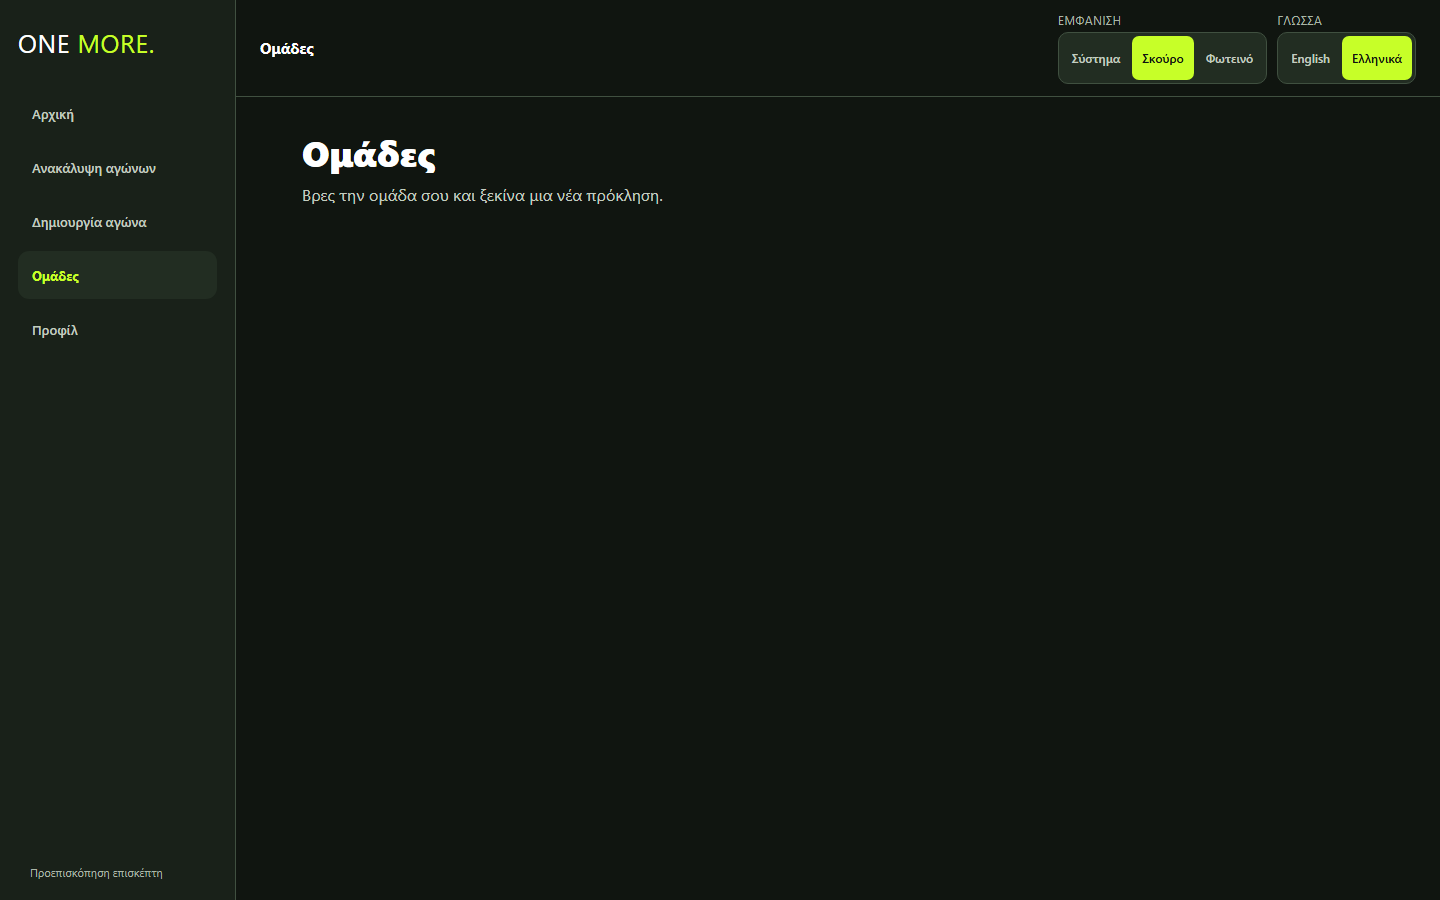 ONE MORE.
Αρχική
Ανακάλυψη αγώνων
Δημιουργία αγώνα
Ομάδες
Προφίλ
Προεπισκόπηση επισκέπτη
Ομάδες
ΕΜΦΑΝΙΣΗ
Σύστημα Σκούρο Φωτεινό
ΓΛΩΣΣΑ
English Ελληνικά
Ομάδες
Βρες την ομάδα σου και ξεκίνα μια νέα πρόκληση.